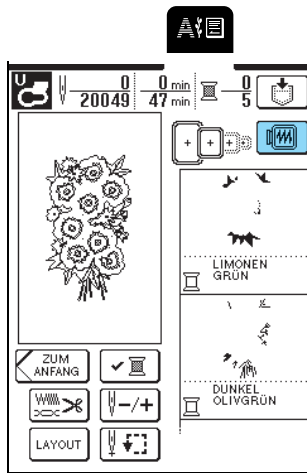 A
U
0 0 min 0
20049 47 min 5
LIMONEN
GRÜN
ZUM
ANFANG
DUNKEL
OLIVGRÜN
-/+
LAYOUT